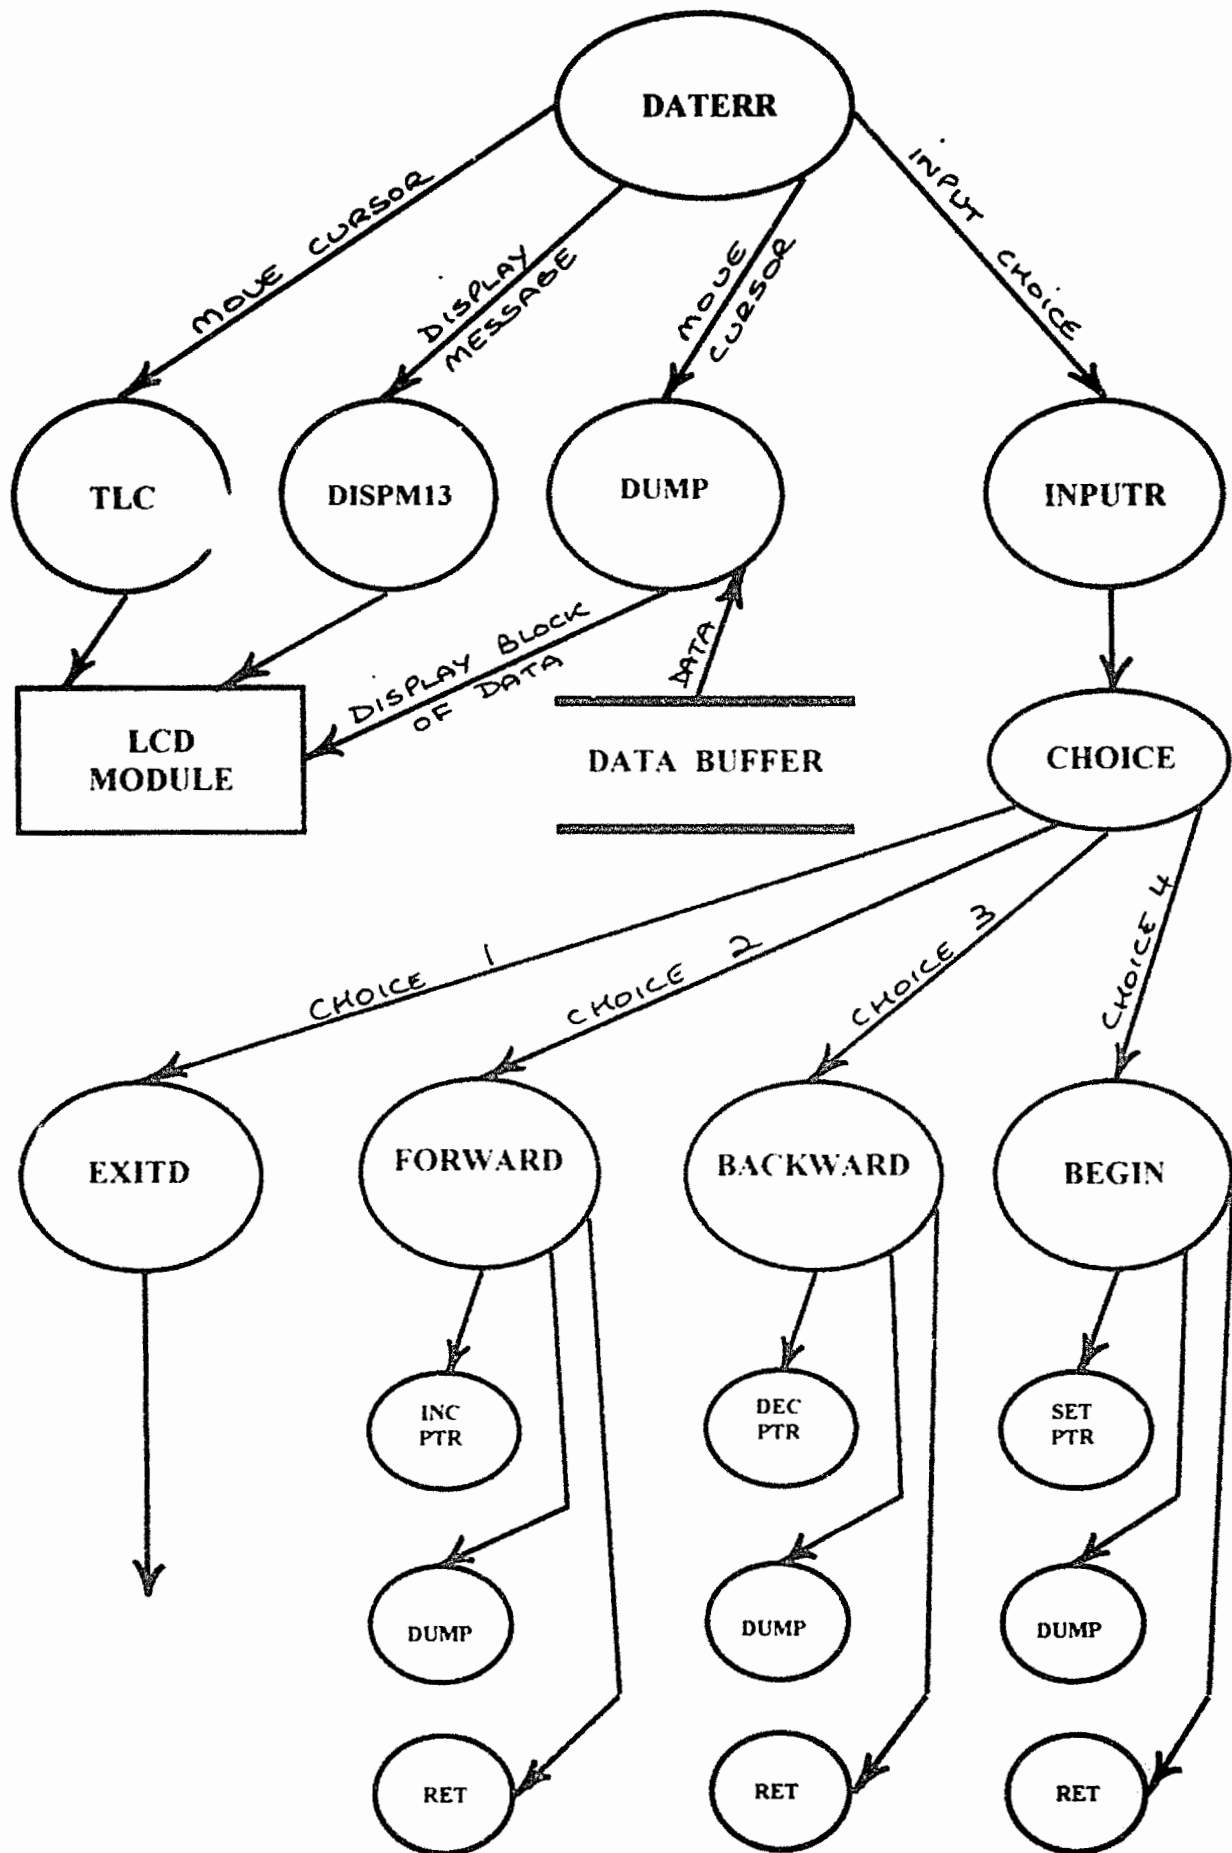 DATERR
MOVE CURSOR
DISPLAY
MESSAGE
MOVE
CURSOR
INPUT CHOICE
TLC
DISPM13
DUMP
INPUTR
DISPLAY BLOCK
OF DATA
DATA
LCD
MODULE
DATA BUFFER
CHOICE
CHOICE 1
CHOICE 2
CHOICE 3
CHOICE 4
EXITD
FORWARD
BACKWARD
BEGIN
INC
PTR
DEC
PTR
SET
PTR
DUMP
DUMP
DUMP
RET
RET
RET